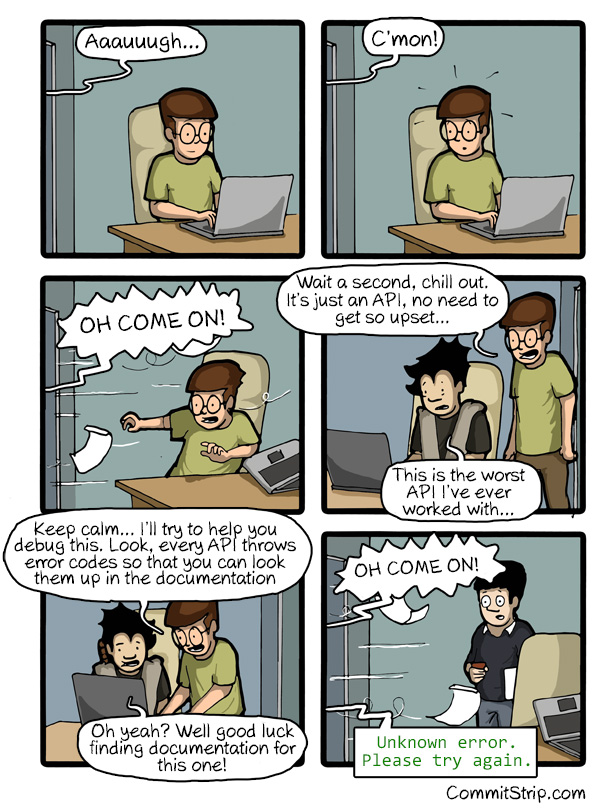 Aaauuugh...
C'mon!
OH COME ON!
Wait a second, chill out.
It's just an API, no need to
get so upset...
This is the worst
API I've ever
worked with...
Keep calm... I'll try to help you
debug this. Look, every API throws
error codes so that you can look
them up in the documentation
Oh yeah? Well good luck
finding documentation for
this one!
OH COME ON!
Unknown error.
Please try again.
CommitStrip.com